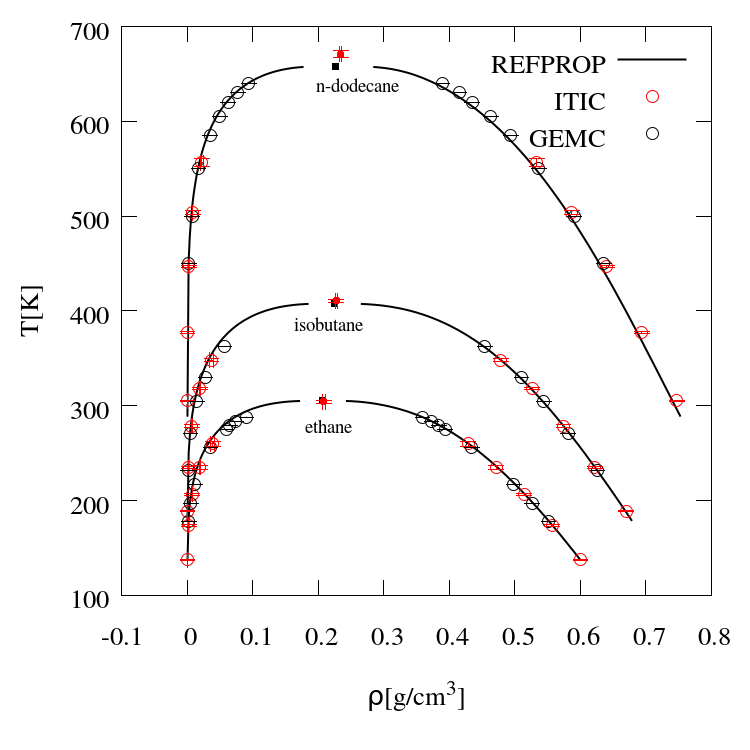 700
600
500
400
300
200
100
-0.1
0
0.1
0.2
0.3
0.4
0.5
0.6
0.7
0.8
T[K]
ρ[g/cm³]
REFPROP
ITIC
GEMC
n-dodecane
isobutane
ethane